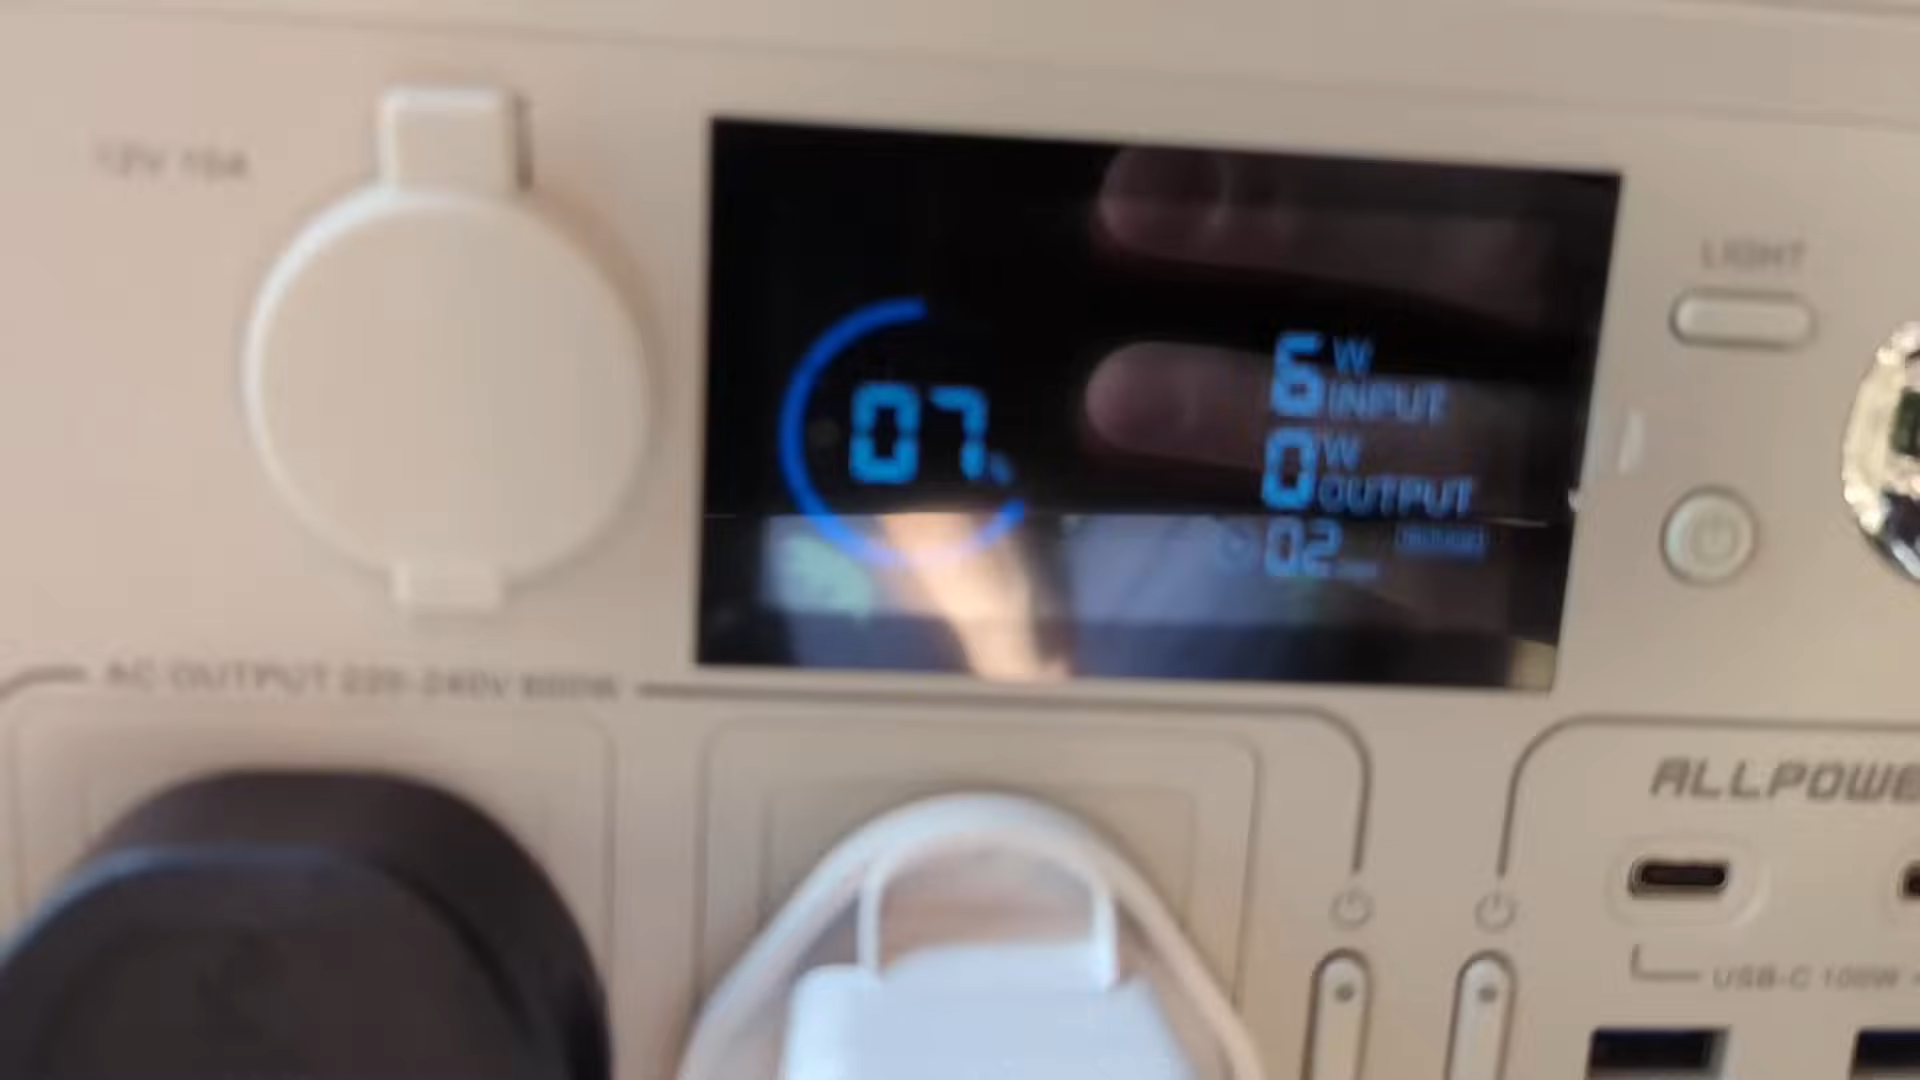 12V 10A
LIGHT
07%
6W
INPUT
0W
OUTPUT
02
AC OUTPUT 220-240V 600W
ALLPOWE
USB-C 100W